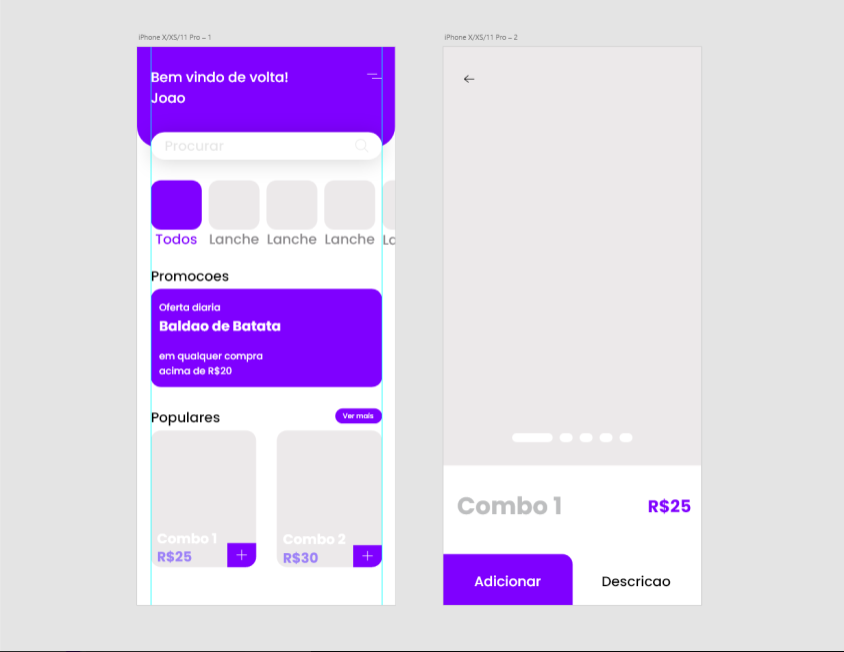 iPhone X/XS/11 Pro – 1
Bem vindo de volta!
Joao
Procurar
Todos
Lanche
Lanche
Lanche
Promocoes
Oferta diaria
Baldao de Batata
em qualquer compra
acima de R$20
Populares
Ver mais
Combo 1
R$25
Combo 2
R$30
iPhone X/XS/11 Pro – 2
Combo 1
R$25
Adicionar
Descricao